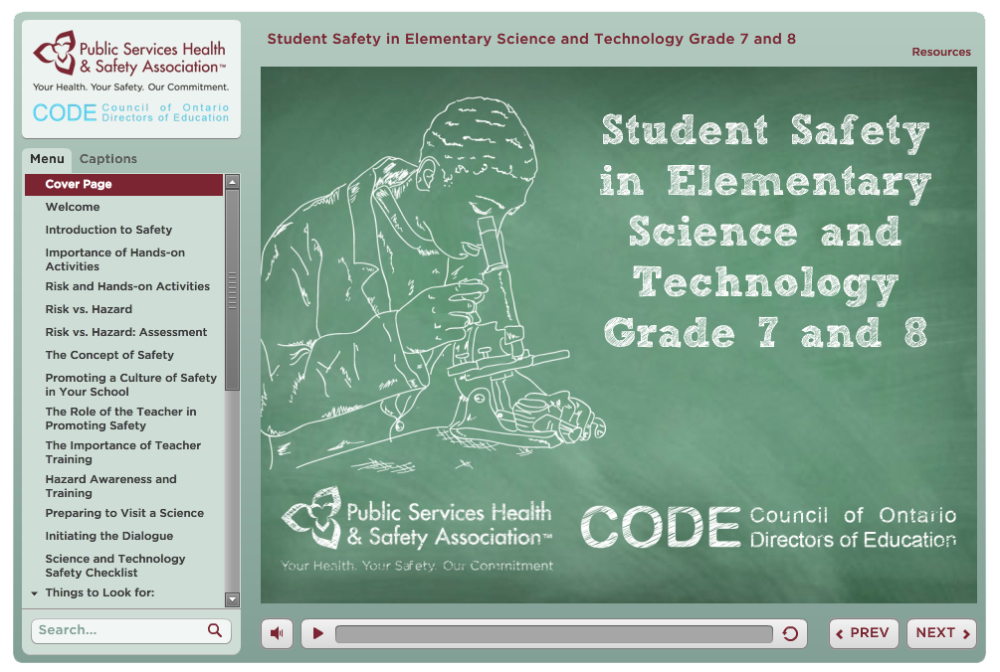 Public Services Health
& Safety Association™
Your Health. Your Safety. Our Commitment.
CODE Council of Ontario
Directors of Education
Student Safety in Elementary Science and Technology Grade 7 and 8
Resources
Menu Captions
Cover Page
Welcome
Introduction to Safety
Importance of Hands-on
Activities
Risk and Hands-on Activities
Risk vs. Hazard
Risk vs. Hazard: Assessment
The Concept of Safety
Promoting a Culture of Safety
in Your School
The Role of the Teacher in
Promoting Safety
The Importance of Teacher
Training
Hazard Awareness and
Training
Preparing to Visit a Science
Initiating the Dialogue
Science and Technology
Safety Checklist
Things to Look for:
Search...
Student Safety
in Elementary
Science and
Technology
Grade 7 and 8
Public Services Health
& Safety Association™
Your Health. Your Safety. Our Commitment
CODE Council of Ontario
Directors of Education
PREV NEXT